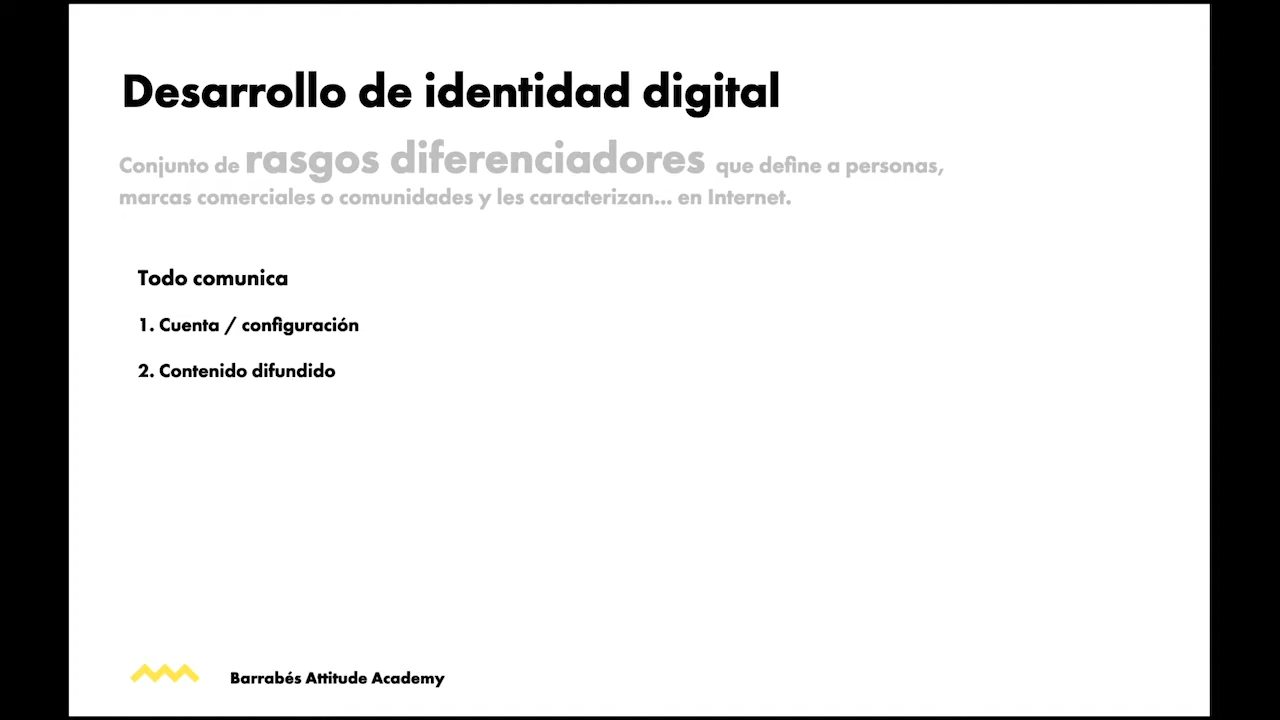 Desarrollo de identidad digital
Conjunto de rasgos diferenciadores que define a personas,
marcas comerciales o comunidades y les caracterizan... en Internet.
Todo comunica
1. Cuenta / configuración
2. Contenido difundido
Barrabés Attitude Academy